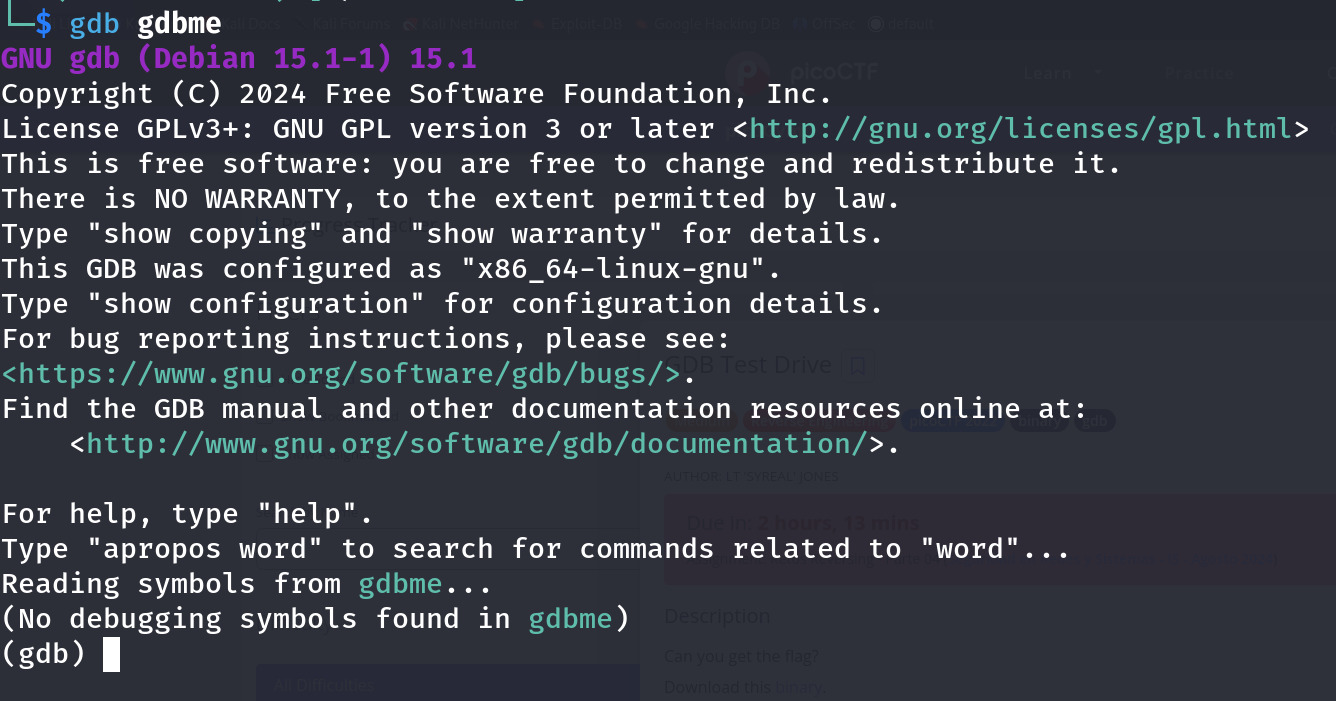 $ gdb gdbme
Kali Docs Kali Forums Kali NetHunter Exploit-DB Google Hacking DB OffSec default
GNU gdb (Debian 15.1-1) 15.1
picoCTF Learn Practice
Copyright (C) 2024 Free Software Foundation, Inc.
License GPLv3+: GNU GPL version 3 or later <http://gnu.org/licenses/gpl.html>
This is free software: you are free to change and redistribute it.
There is NO WARRANTY, to the extent permitted by law.
Progress Tracker
Type "show copying" and "show warranty" for details.
This GDB was configured as "x86_64-linux-gnu".
Type "show configuration" for configuration details.
For bug reporting instructions, please see:
GDB Test Drive
<https://www.gnu.org/software/gdb/bugs/>.
Find the GDB manual and other documentation resources online at:
binary gdb
<http://www.gnu.org/software/gdb/documentation/>.
AUTHOR: LT 'SYREAL' JONES
For help, type "help".
Due in: 2 hours, 13 mins
Type "apropos word" to search for commands related to "word"...
Reading symbols from gdbme...
(No debugging symbols found in gdbme)
Description
(gdb)
Can you get the flag?
All Difficulties
Download this binary.